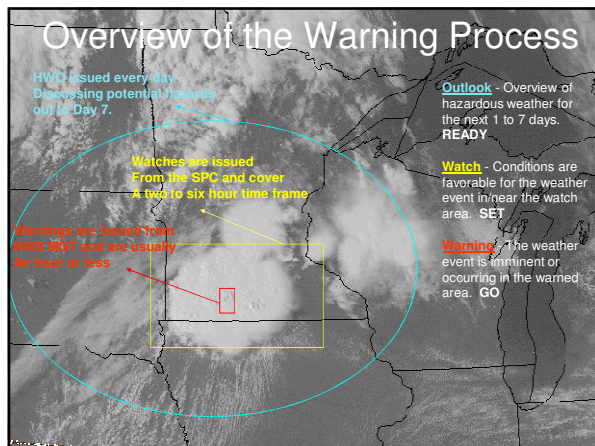 Overview of the Warning Process
HWO issued every day
Discussing potential hazards
out to Day 7.
Watches are issued
From the SPC and cover
A two to six hour time frame
Warnings are issued from
NWS MQT and are usually
An hour or less
Outlook - Overview of
hazardous weather for
the next 1 to 7 days.
READY
Watch - Conditions are
favorable for the weather
event in/near the watch
area. SET
Warning - The weather
event is imminent or
occurring in the warned
area. GO